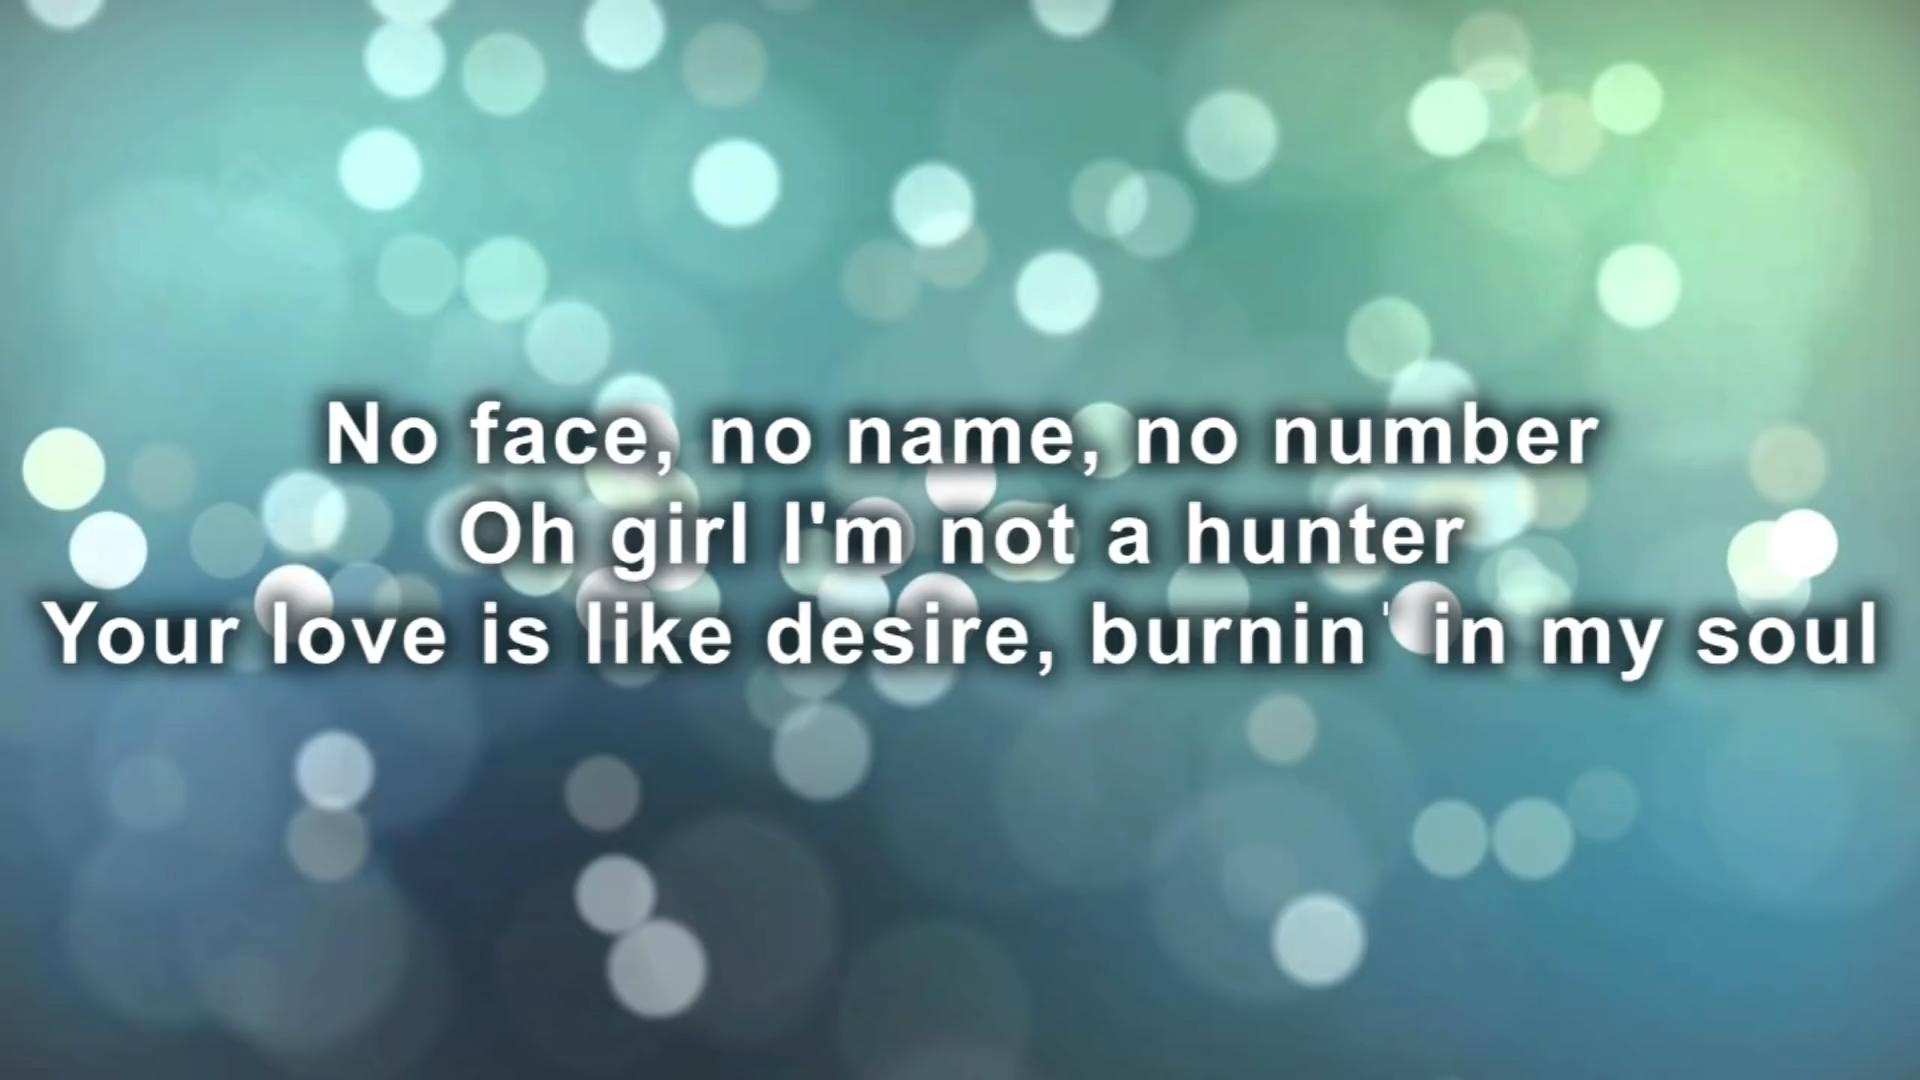 No face, no name, no number
Oh girl I'm not a hunter
Your love is like desire, burnin' in my soul